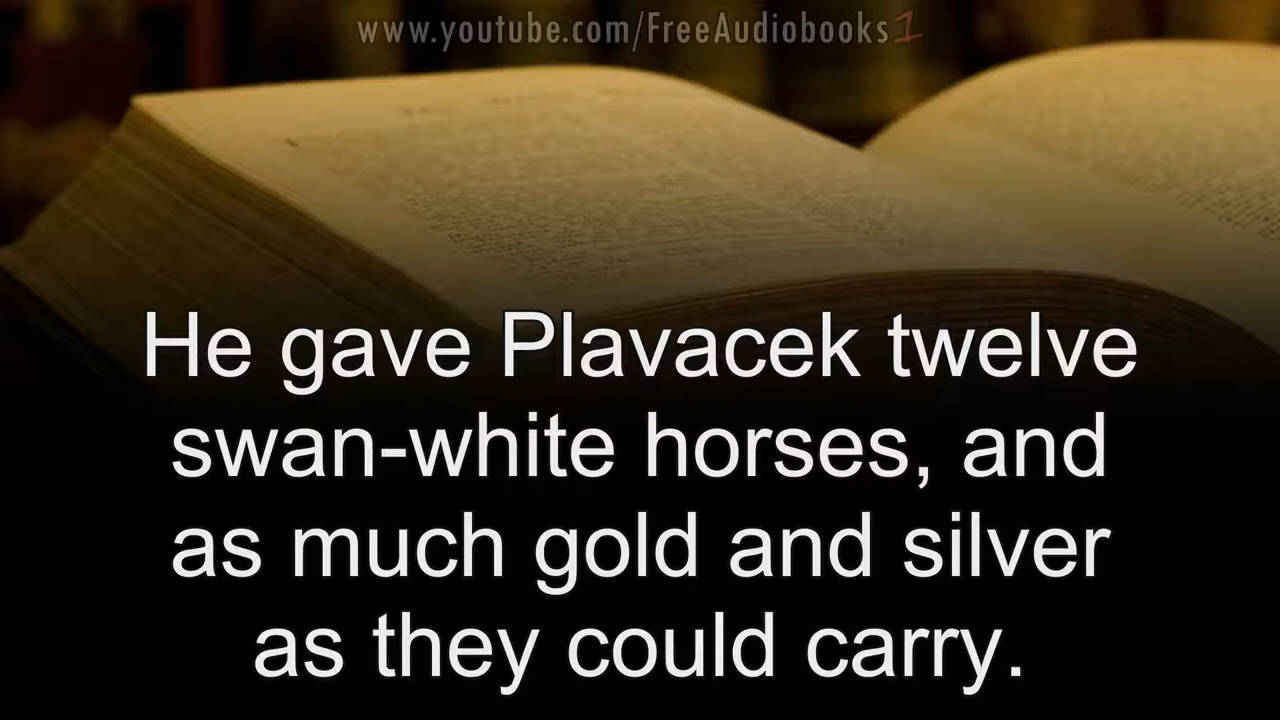 www.youtube.com/FreeAudiobooks1
He gave Plavacek twelve
swan-white horses, and
as much gold and silver
as they could carry.